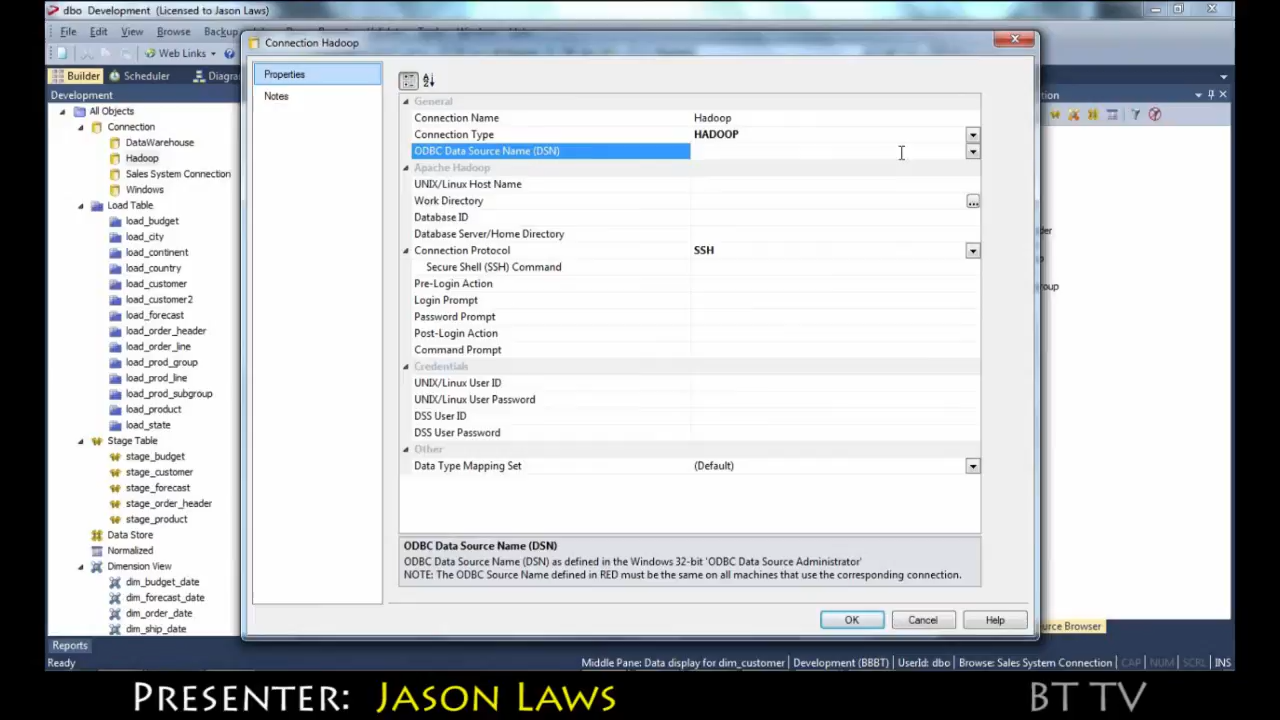 dbo Development (Licensed to Jason Laws)
File Edit View Browse Backup
Web Links
Builder Scheduler
Development
All Objects
Connection
DataWarehouse
Hadoop
Sales System Connection
Windows
Load Table
load_budget
load_city
load_continent
load_country
load_customer
load_customer2
load_forecast
load_order_header
load_order_line
load_prod_group
load_prod_line
load_prod_subgroup
load_product
load_state
Stage Table
stage_budget
stage_customer
stage_forecast
stage_order_header
stage_product
Data Store
Normalized
Dimension View
dim_budget_date
dim_forecast_date
dim_order_date
dim_ship_date
Reports
Connection Hadoop
Properties
Notes
General
Connection Name Hadoop
Connection Type HADOOP
ODBC Data Source Name (DSN)
Apache Hadoop
UNIX/Linux Host Name
Work Directory ...
Database ID
Database Server/Home Directory
Connection Protocol SSH
Secure Shell (SSH) Command
Pre-Login Action
Login Prompt
Password Prompt
Post-Login Action
Command Prompt
Credentials
UNIX/Linux User ID
UNIX/Linux User Password
DSS User ID
DSS User Password
Other
Data Type Mapping Set (Default)
ODBC Data Source Name (DSN)
ODBC Data Source Name (DSN) as defined in the Windows 32-bit 'ODBC Data Source Administrator'
NOTE: The ODBC Source Name defined in RED must be the same on all machines that use the corresponding connection.
OK Cancel Help
Ready Middle Pane: Data display for dim_customer Development (BBBT) UserId: dbo Browse: Sales System Connection CAP NUM SCRL INS
PRESENTER: JASON LAWS BT TV